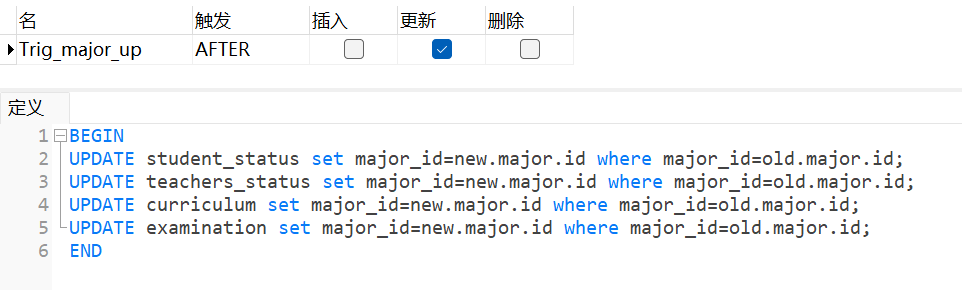 名 触发 插入 更新 删除
Trig_major_up AFTER
定义
1 BEGIN
2 UPDATE student_status set major_id=new.major.id where major_id=old.major.id;
3 UPDATE teachers_status set major_id=new.major.id where major_id=old.major.id;
4 UPDATE curriculum set major_id=new.major.id where major_id=old.major.id;
5 UPDATE examination set major_id=new.major.id where major_id=old.major.id;
6 END